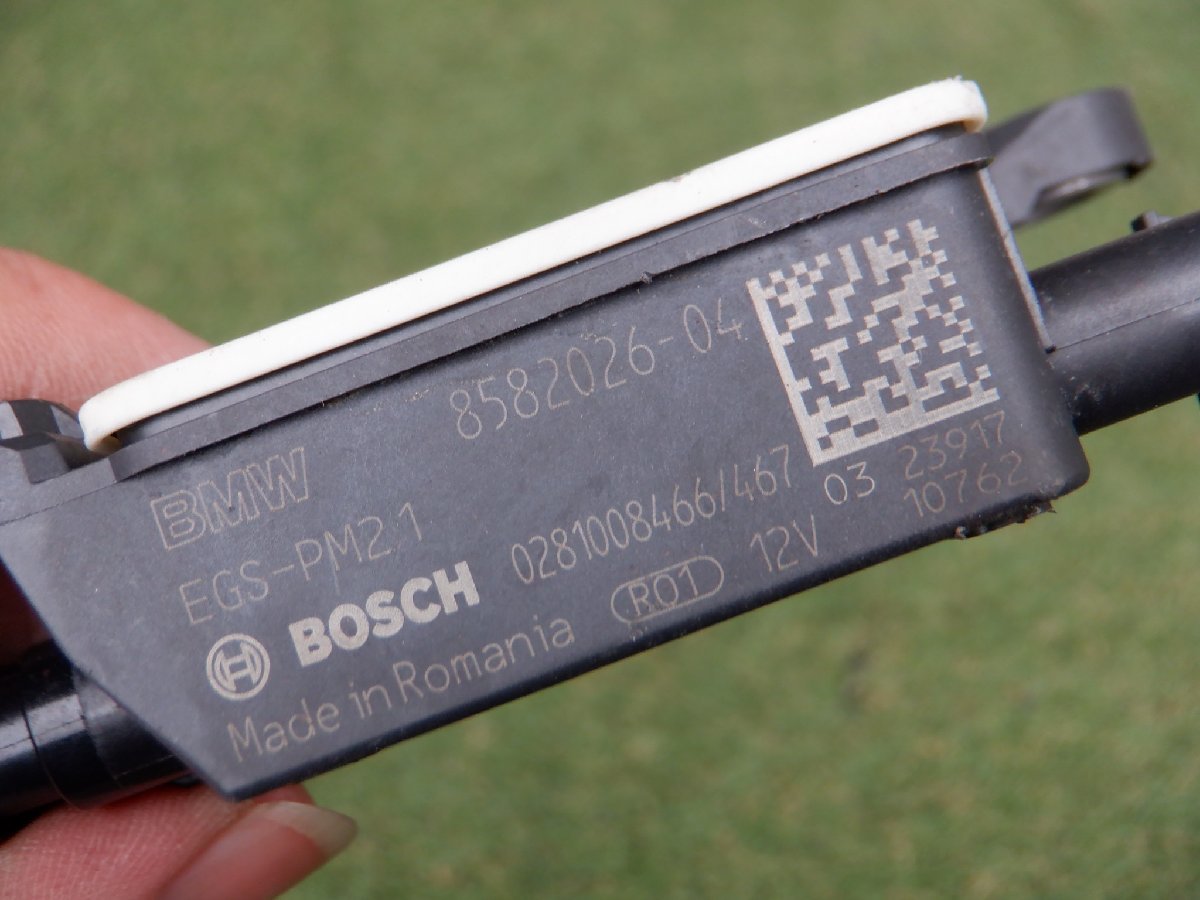 8582026-04
BMW
EGS-PM2.1
0281008466/467
03 23917
10762
BOSCH
R01
12V
Made in Romania